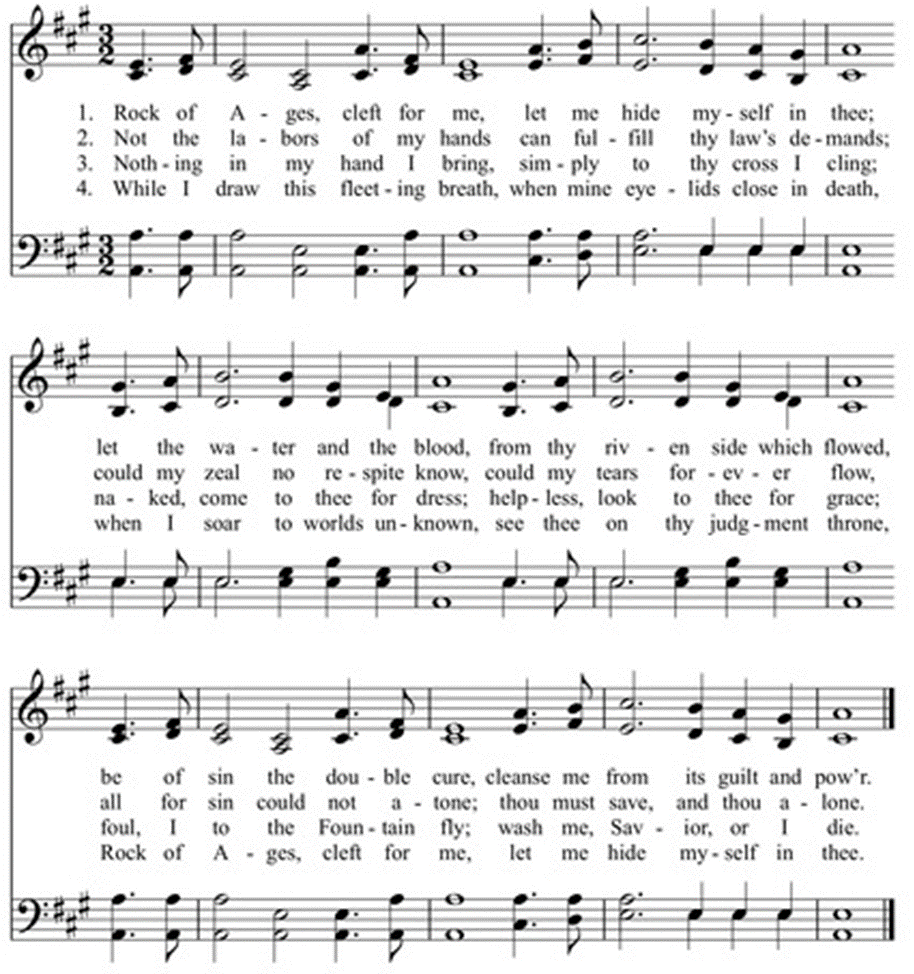 1. Rock of A - ges, cleft for me, let me hide my - self in thee;
2. Not the la - bors of my hands can ful - fill thy law's de - mands;
3. Noth - ing in my hand I bring, sim - ply to thy cross I cling;
4. While I draw this fleet - ing breath, when mine eye - lids close in death,
let the wa - ter and the blood, from thy riv - en side which flowed,
could my zeal no re - spite know, could my tears for - ev - er flow,
na - ked, come to thee for dress; help - less, look to thee for grace;
when I soar to worlds un - known, see thee on thy judg - ment throne,
be of sin the dou - ble cure, cleanse me from its guilt and pow'r.
all for sin could not a - tone; thou must save, and thou a - lone.
foul, I to the Foun - tain fly; wash me, Sav - ior, or I die.
Rock of A - ges, cleft for me, let me hide my - self in thee.